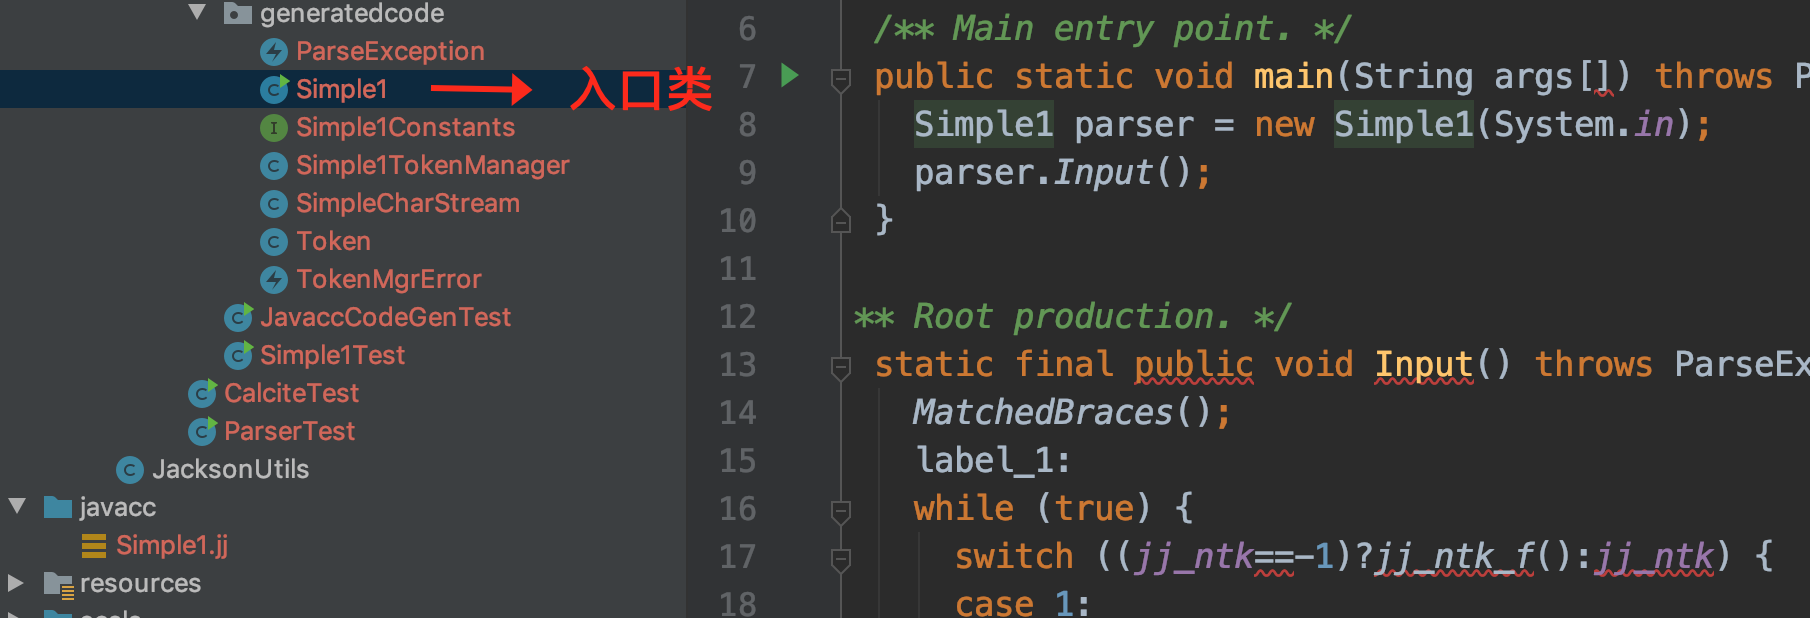 generatedcode
ParseException
Simple1
入口类
Simple1Constants
Simple1TokenManager
SimpleCharStream
Token
TokenMgrError
JavaccCodeGenTest
Simple1Test
CalciteTest
ParserTest
JacksonUtils
javacc
Simple1.jj
resources
6 /** Main entry point. */
7 public static void main(String args[]) throws P
8 Simple1 parser = new Simple1(System.in);
9 parser.Input();
10 }
11
12 ** Root production. */
13 static final public void Input() throws ParseEx
14 MatchedBraces();
15 label_1:
16 while (true) {
17 switch ((jj_ntk==-1)?jj_ntk_f():jj_ntk) {
18 case 1: